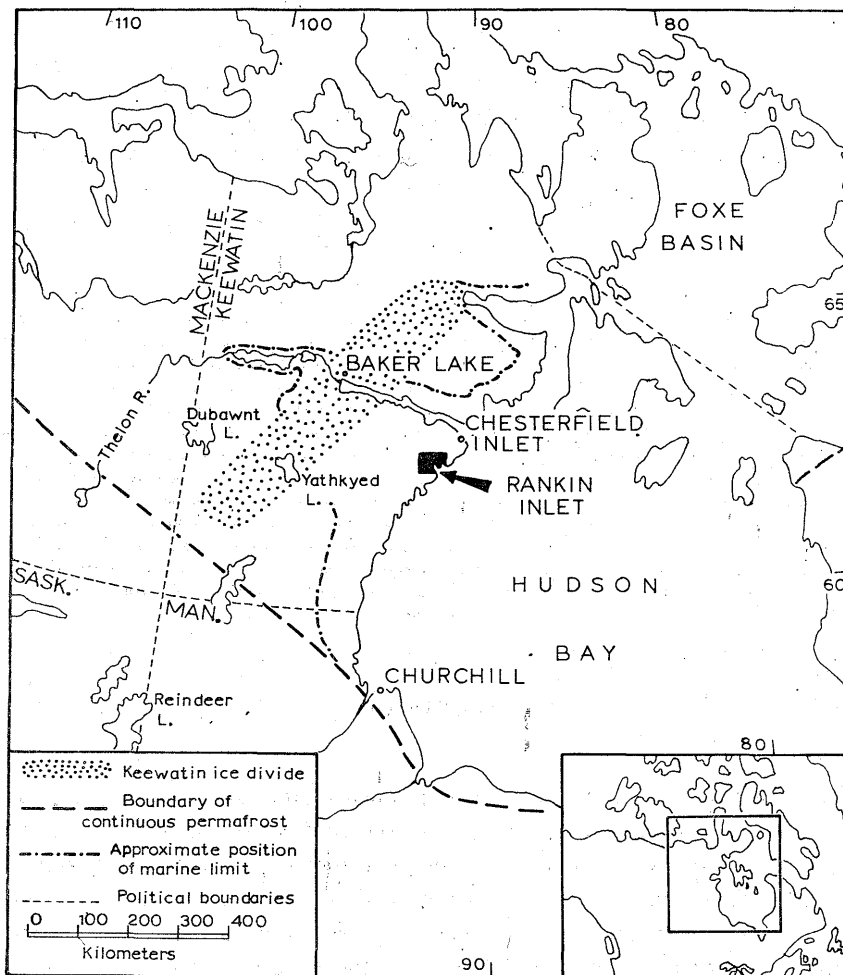 110
100
90
80
FOXE
BASIN
MACKENZIE
KEEWATIN
65
BAKER LAKE
Thelon R.
Dubawnt
L.
CHESTERFIELD
INLET
Yathkyed
L.
RANKIN
INLET
60
SASK.
MAN.
HUDSON
BAY
CHURCHILL
Reindeer
L.
Keewatin ice divide
Boundary of
continuous permafrost
Approximate position
of marine limit
Political boundaries
0 100 200 300 400
Kilometers
80
90